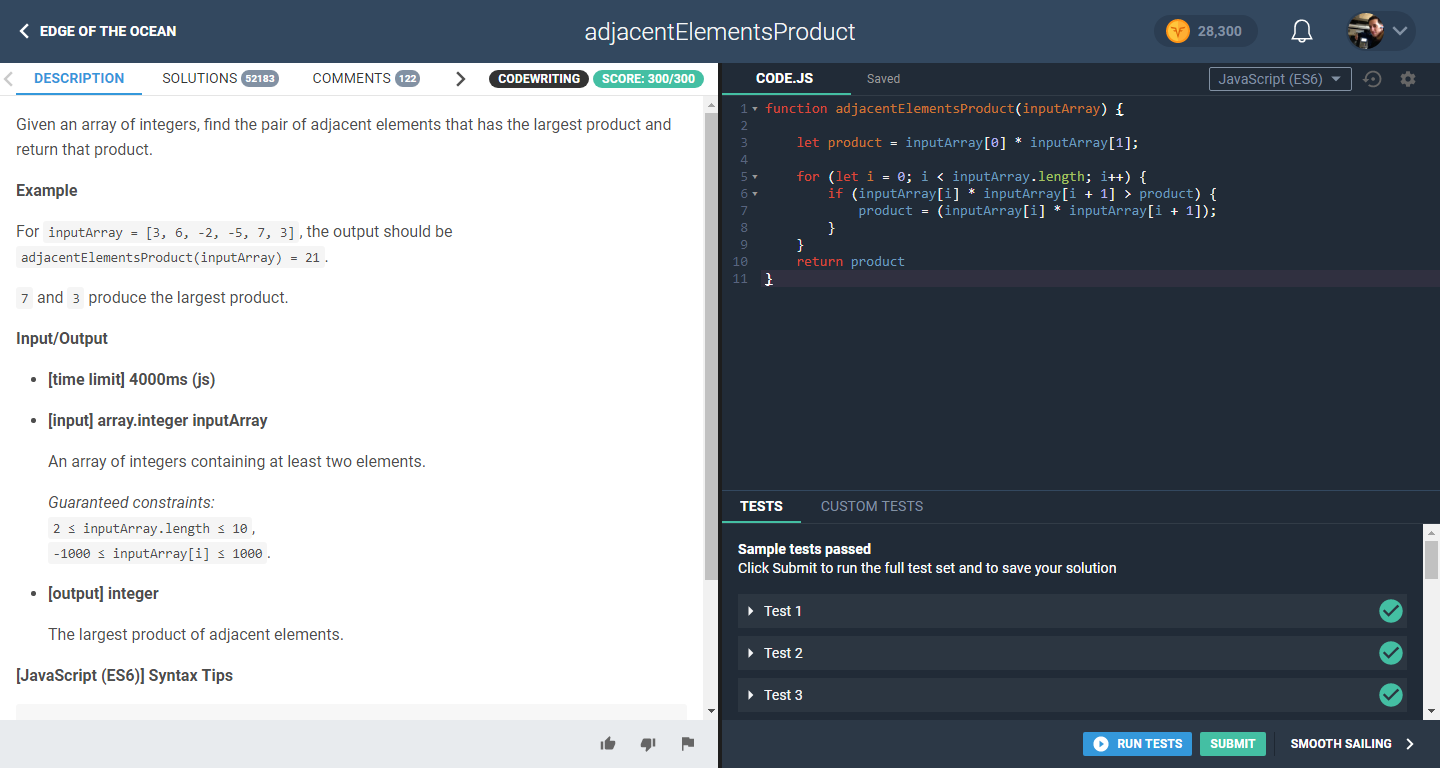 EDGE OF THE OCEAN
adjacentElementsProduct
28,300
DESCRIPTION
SOLUTIONS 52183
COMMENTS 122
CODEWRITING
SCORE: 300/300
Given an array of integers, find the pair of adjacent elements that has the largest product and
return that product.
Example
For inputArray = [3, 6, -2, -5, 7, 3], the output should be
adjacentElementsProduct(inputArray) = 21.
7 and 3 produce the largest product.
Input/Output
• [time limit] 4000ms (js)
• [input] array.integer inputArray
An array of integers containing at least two elements.
Guaranteed constraints:
2 ≤ inputArray.length ≤ 10,
-1000 ≤ inputArray[i] ≤ 1000.
• [output] integer
The largest product of adjacent elements.
[JavaScript (ES6)] Syntax Tips
CODE.JS
Saved
JavaScript (ES6)
1 function adjacentElementsProduct(inputArray) {
2
3     let product = inputArray[0] * inputArray[1];
4
5     for (let i = 0; i < inputArray.length; i++) {
6         if (inputArray[i] * inputArray[i + 1] > product) {
7             product = (inputArray[i] * inputArray[i + 1]);
8         }
9     }
10     return product
11 }
TESTS
CUSTOM TESTS
Sample tests passed
Click Submit to run the full test set and to save your solution
Test 1
Test 2
Test 3
RUN TESTS
SUBMIT
SMOOTH SAILING